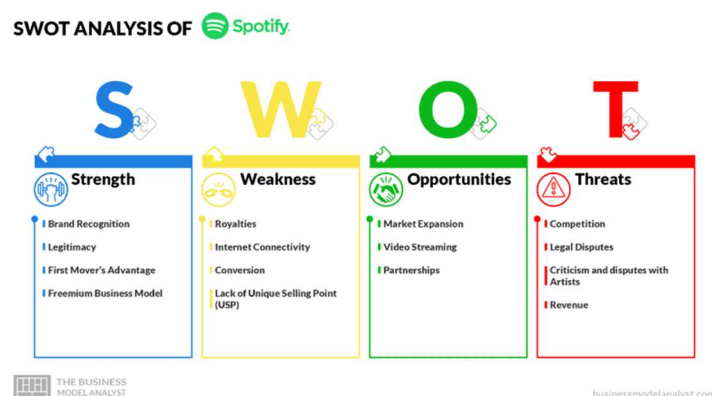 SWOT ANALYSIS OF Spotify
S W O T
Strength
Brand Recognition
Legitimacy
First Mover's Advantage
Freemium Business Model
Weakness
Royalties
Internet Connectivity
Conversion
Lack of Unique Selling Point
(USP)
Opportunities
Market Expansion
Video Streaming
Partnerships
Threats
Competition
Legal Disputes
Criticism and disputes with
Artists
Revenue
THE BUSINESS
MODEL ANALYST
businessmodelanalyst.com